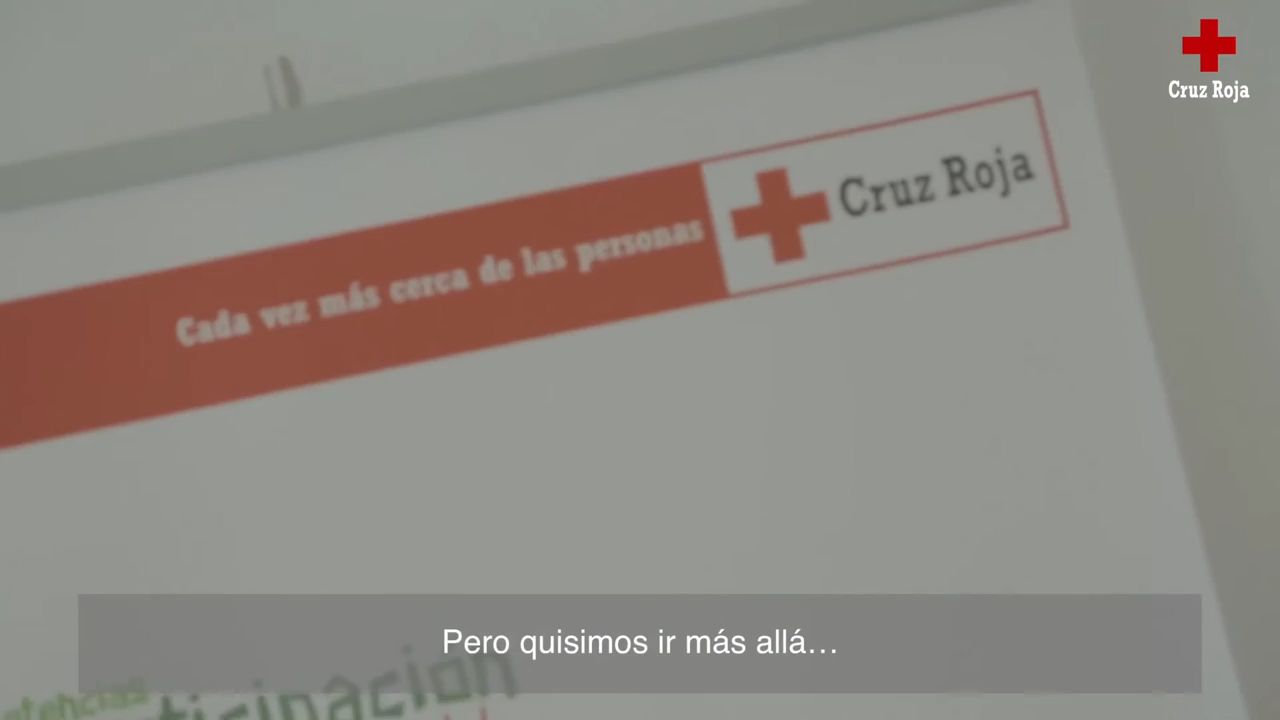 Cruz Roja
Cada vez más cerca de las personas
Cruz Roja
Pero quisimos ir más allá…